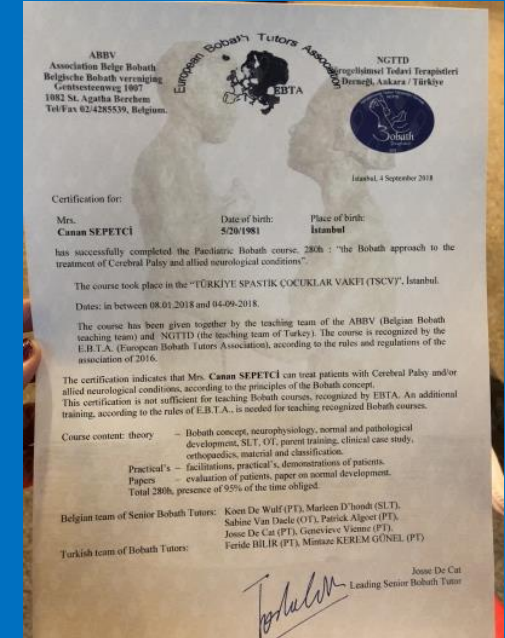 ABBV
Association Belge Bobath
Belgische Bobath vereniging
Gentsesteenweg 1007
1082 St. Agatha Berchem
Tel/Fax 02/4285539, Belgium.
European Bobath Tutors Association
EBTA
NGTTD
Nörogelişimsel Tedavi Terapistleri
Derneği, Ankara / Türkiye
Bobath
İstanbul, 4 September 2018
Certification for:
Mrs.
Canan SEPETCİ
Date of birth:
5/20/1981
Place of birth:
İstanbul
has successfully completed the Paediatric Bobath course. 280h : "the Bobath approach to the
treatment of Cerebral Palsy and allied neurological conditions".
The course took place in the "TÜRKİYE SPASTİK ÇOCUKLAR VAKFI (TSCV)", İstanbul.
Dates: in between 08.01.2018 and 04-09-2018.
The course has been given together by the teaching team of the ABBV (Belgian Bobath
teaching team) and NGTTD (the teaching team of Turkey). The course is recognized by the
E.B.T.A. (European Bobath Tutors Association), according to the rules and regulations of the
association of 2016.
The certification indicates that Mrs. Canan SEPETCİ can treat patients with Cerebral Palsy and/or
allied neurological conditions, according to the principles of the Bobath concept.
This certification is not sufficient for teaching Bobath courses, recognized by EBTA. An additional
training, according to the rules of E.B.T.A., is needed for teaching recognized Bobath courses.
Course content: theory – Bobath concept, neurophysiology, normal and pathological
development, SLT, OT, parent training, clinical case study,
orthopaedics, material and classification.
Practical's – facilitations, practical's, demonstrations of patients.
Papers – evaluation of patients, paper on normal development.
Total 280h, presence of 95% of the time obliged.
Belgian team of Senior Bobath Tutors: Koen De Wulf (PT), Marleen D'hondt (SLT),
Sabine Van Daele (OT), Patrick Algoet (PT),
Josse De Cat (PT), Genevieve Vienne (PT),
Turkish team of Bobath Tutors: Feride BİLİR (PT), Mintaze KEREM GÜNEL (PT)
Josse De Cat
Leading Senior Bobath Tutor